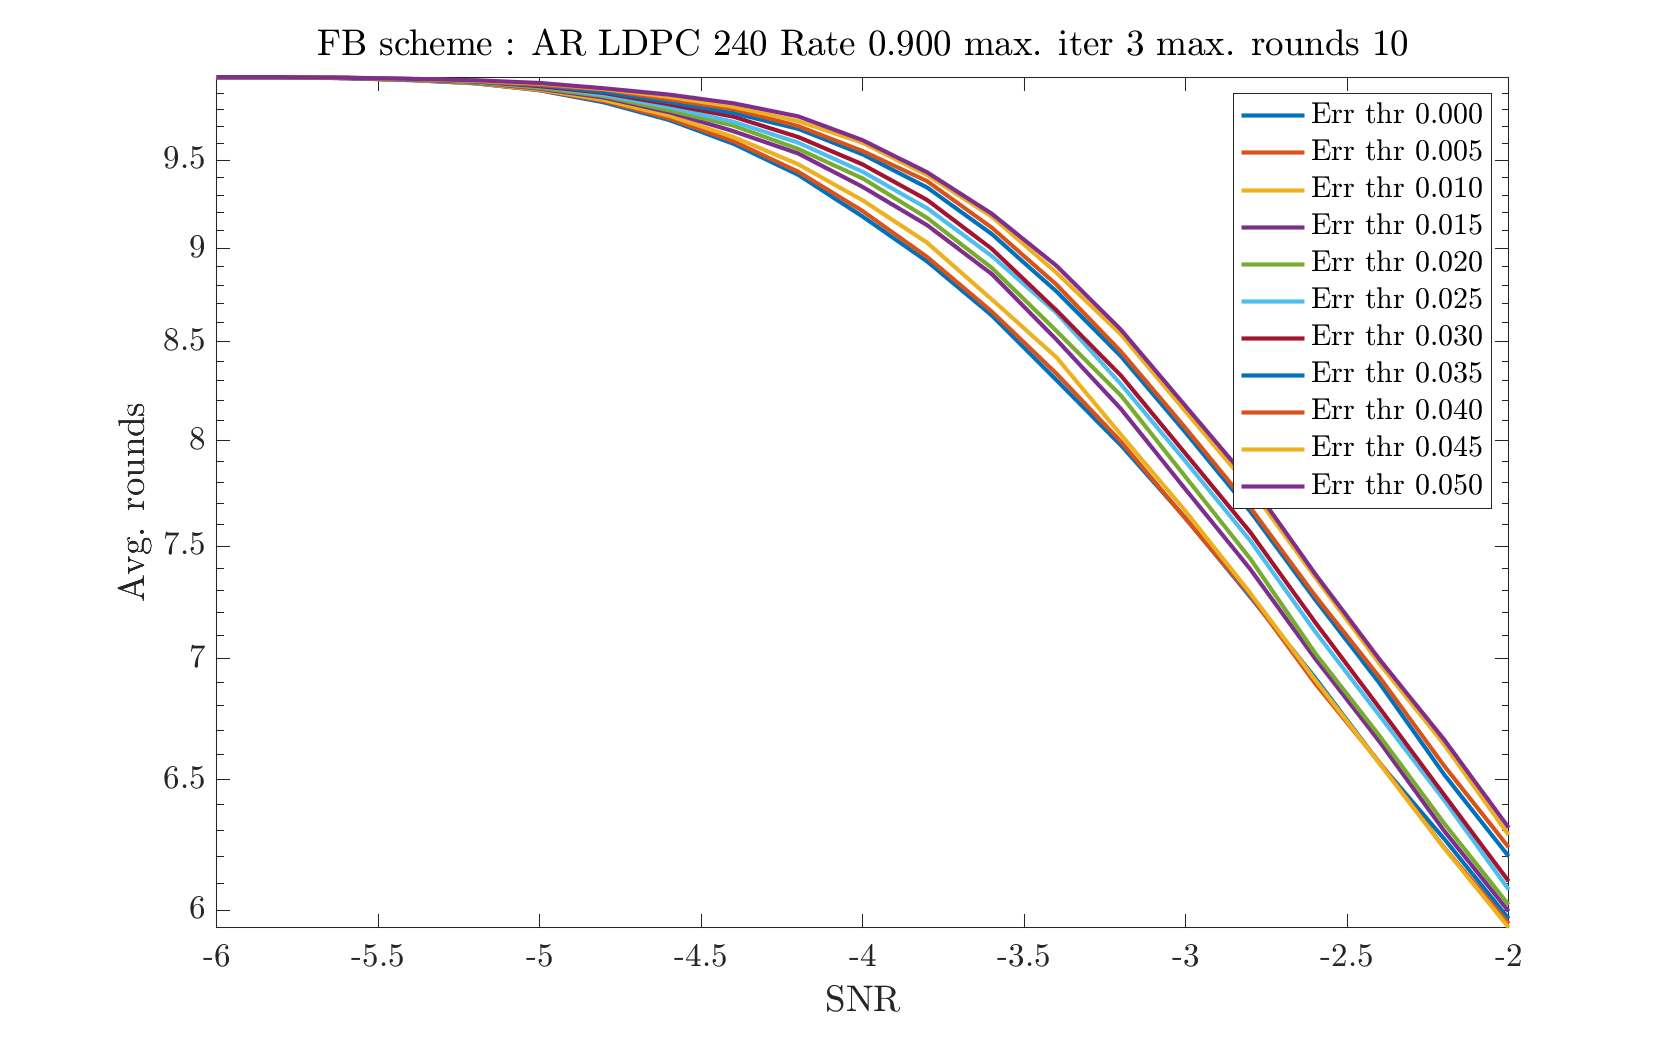 FB scheme : AR LDPC 240 Rate 0.900 max. iter 3 max. rounds 10
Avg. rounds
9.5
9
8.5
8
7.5
7
6.5
6
Err thr 0.000
Err thr 0.005
Err thr 0.010
Err thr 0.015
Err thr 0.020
Err thr 0.025
Err thr 0.030
Err thr 0.035
Err thr 0.040
Err thr 0.045
Err thr 0.050
-6 -5.5 -5 -4.5 -4 -3.5 -3 -2.5 -2
SNR